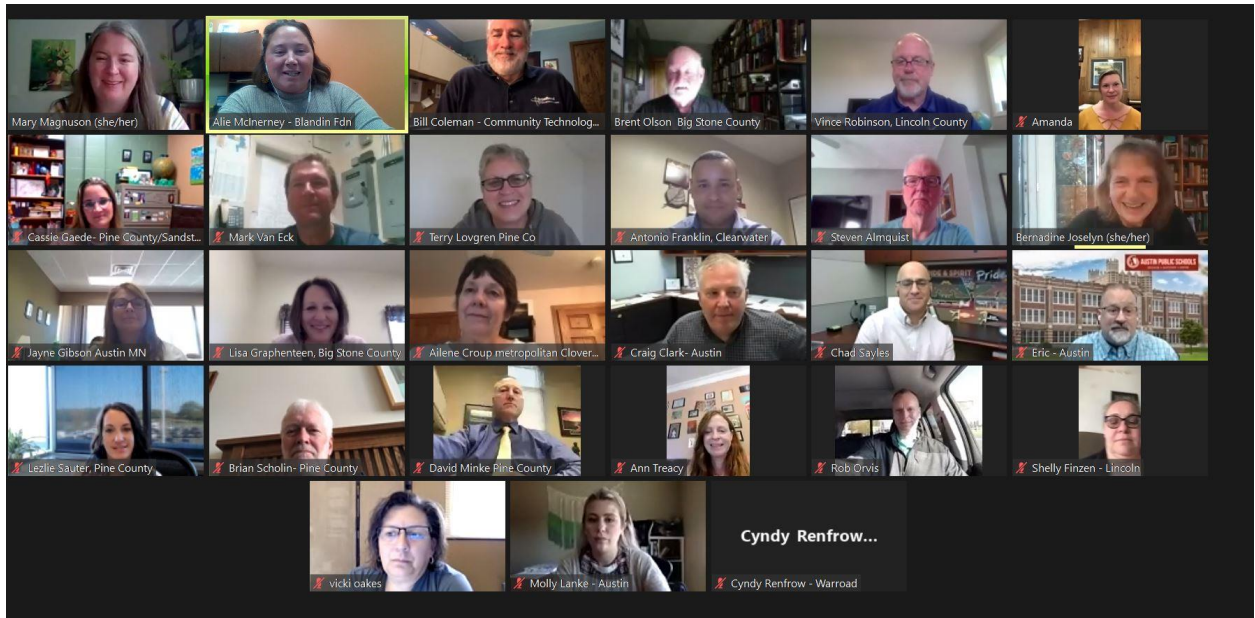 Mary Magnuson (she/her)
Alie McInerney - Blandin Fdn
Bill Coleman - Community Technolog...
Brent Olson Big Stone County
Vince Robinson, Lincoln County
Amanda
Cassie Gaede- Pine County/Sandst...
Mark Van Eck
Terry Lovgren Pine Co
Antonio Franklin, Clearwater
Steven Almquist
Bernadine Joselyn (she/her)
Jayne Gibson Austin MN
Lisa Graphenteen, Big Stone County
Ailene Croup metropolitan Clover...
Craig Clark- Austin
PRIDE & SPIRIT Pride
Chad Sayles
AUSTIN PUBLIC SCHOOLS
Eric - Austin
Lezlie Sauter, Pine County
Brian Scholin- Pine County
David Minke Pine County
Ann Treacy
Rob Orvis
Shelly Finzen - Lincoln
vicki oakes
Molly Lanke - Austin
Cyndy Renfrow...
Cyndy Renfrow - Warroad